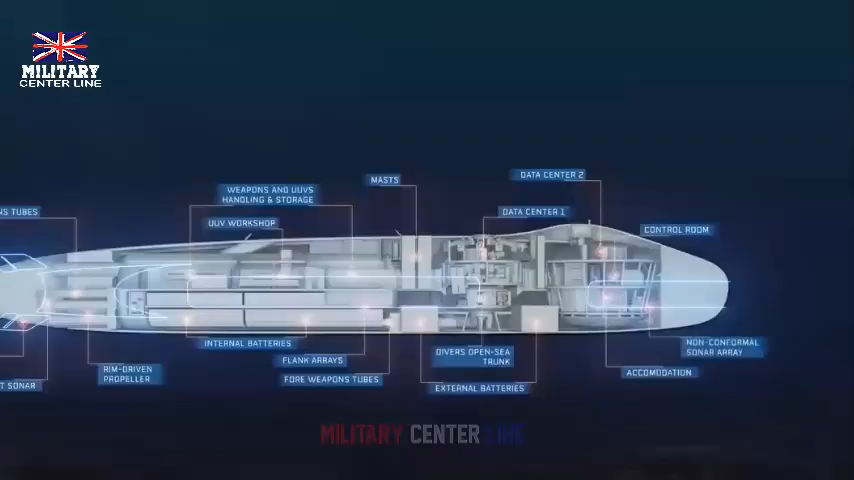 MILITARY
CENTER LINE
DATA CENTER 2
MASTS
WEAPONS AND UUVS
HANDLING & STORAGE
NS TUBES
DATA CENTER 1
UUV WORKSHOP
CONTROL ROOM
INTERNAL BATTERIES
NON-CONFORMAL
SONAR ARRAY
DIVERS OPEN-SEA
TRUNK
FLANK ARRAYS
RIM-DRIVEN
PROPELLER
ACCOMODATION
FORE WEAPONS TUBES
T SONAR
EXTERNAL BATTERIES
MILITARY CENTER LINE